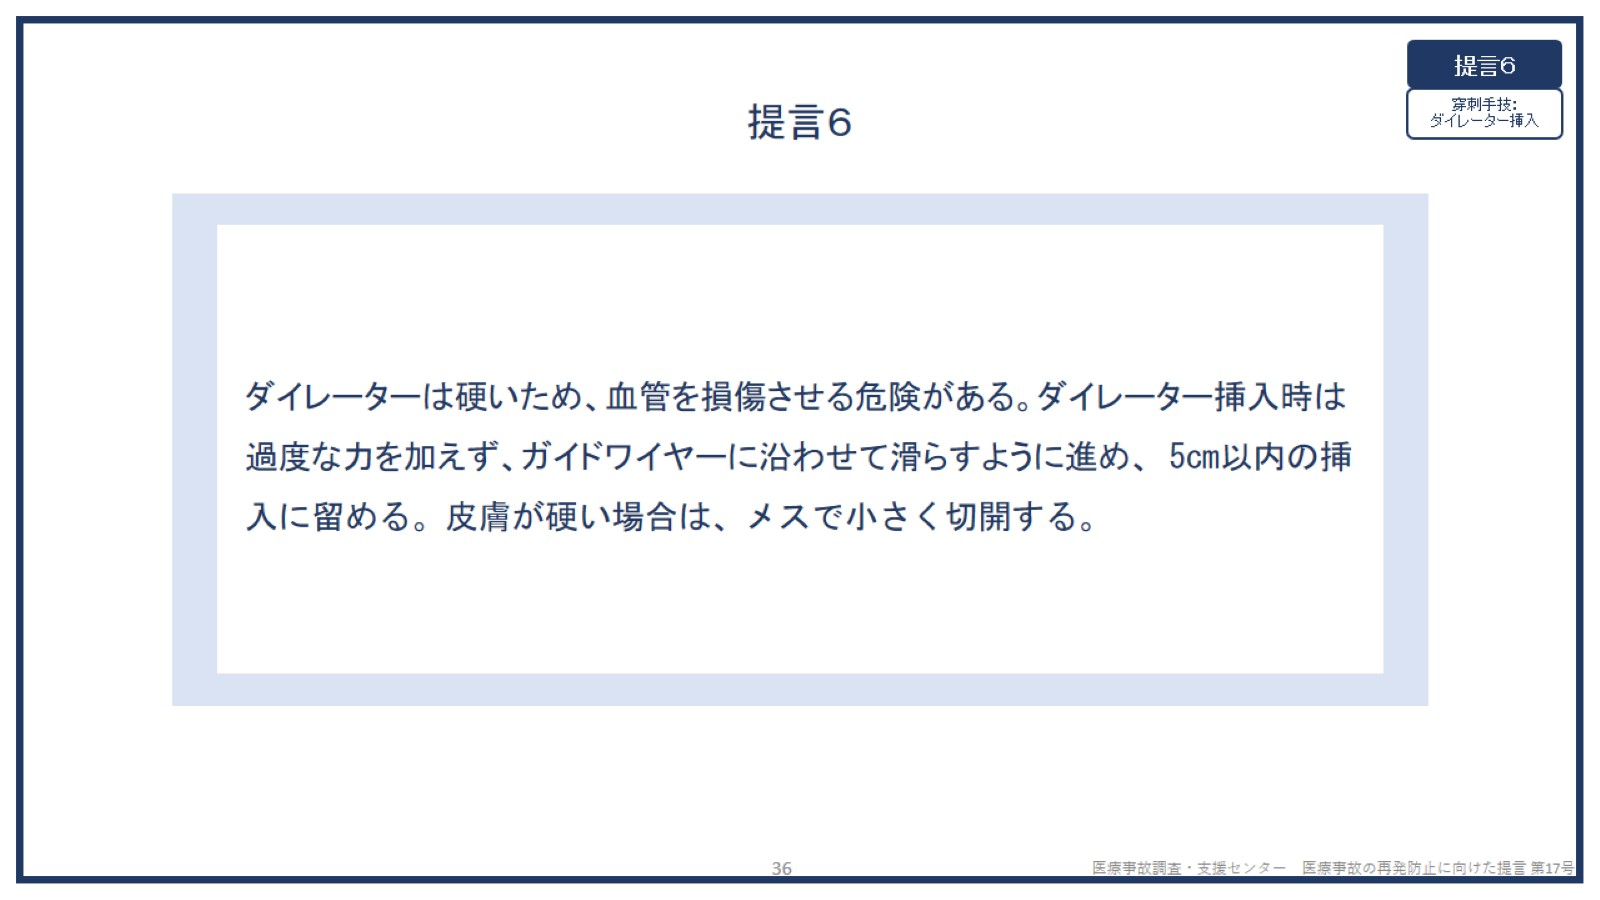 提言6
穿刺手技:
ダイレーター挿入
提言6
ダイレーターは硬いため、血管を損傷させる危険がある。ダイレーター挿入時は
過度な力を加えず、ガイドワイヤーに沿わせて滑らすように進め、5cm以内の挿
入に留める。皮膚が硬い場合は、メスで小さく切開する。
36
医療事故調査・支援センター　医療事故の再発防止に向けた提言 第17号